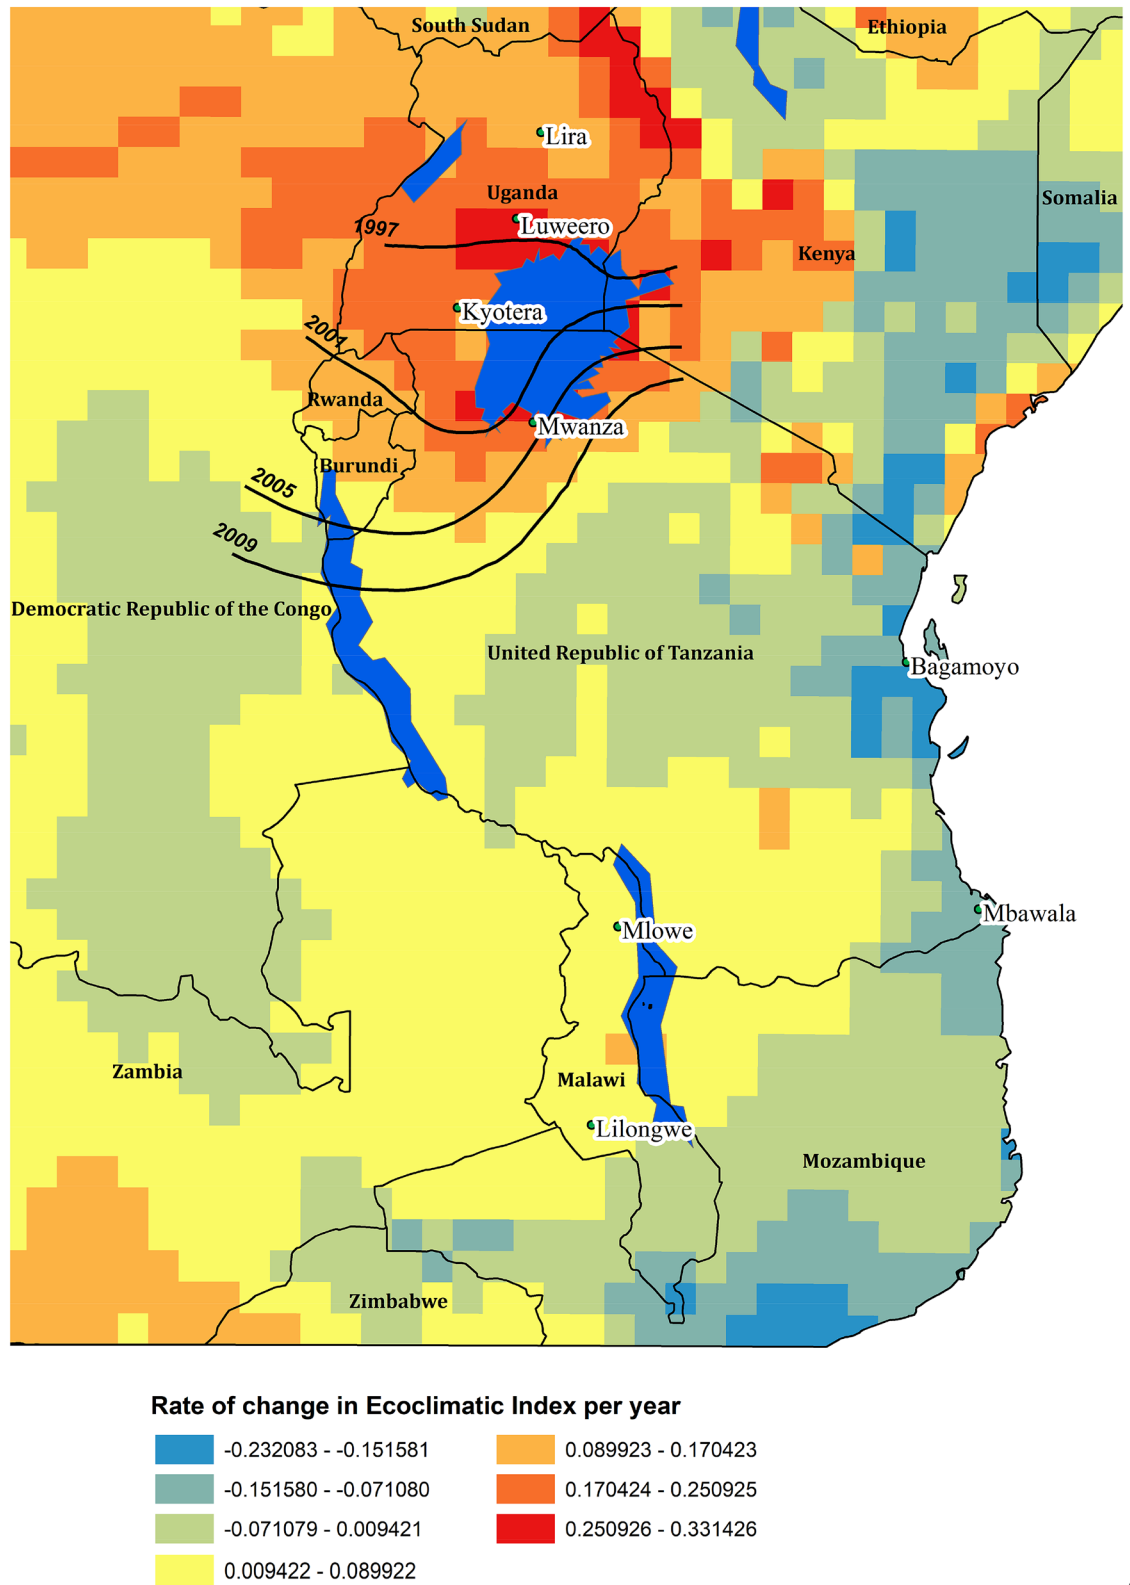 South Sudan
Ethiopia
Lira
Uganda
Somalia
Luweero
1997
Kenya
Kyotera
2001
Rwanda
Mwanza
Burundi
2005
2009
Democratic Republic of the Congo
United Republic of Tanzania
Bagamoyo
Mbawala
Mlowe
Zambia
Malawi
Lilongwe
Mozambique
Zimbabwe
Rate of change in Ecoclimatic Index per year
-0.232083 - -0.151581
0.089923 - 0.170423
-0.151580 - -0.071080
0.170424 - 0.250925
-0.071079 - 0.009421
0.250926 - 0.331426
0.009422 - 0.089922